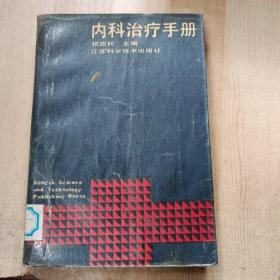 内科治疗手册
主编
江苏科学技术出版社
Jiangsu Science
and Technology
Publishing House